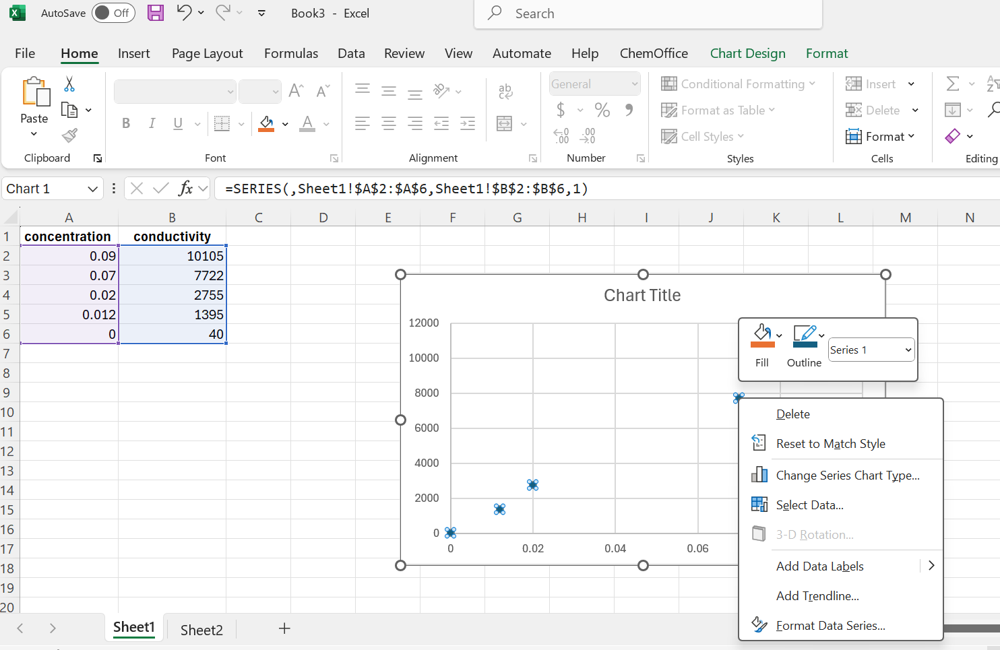 AutoSave Off Book3 - Excel Search
File Home Insert Page Layout Formulas Data Review View Automate Help ChemOffice Chart Design Format
Paste
B I U
ab
General
$ % 9
.00 .00
Conditional Formatting
Format as Table
Cell Styles
Insert
Delete
Format
Clipboard Font Alignment Number Styles Cells Editing
Chart 1 fx =SERIES(,Sheet1!$A$2:$A$6,Sheet1!$B$2:$B$6,1)
A B C D E F G H I J K L M N
1 concentration conductivity
2 0.09 10105
3 0.07 7722
4 0.02 2755
5 0.012 1395
6 0 40
7
8
9
10
11
12
13
14
15
16
17
18
19
20
Chart Title
12000
10000
8000
6000
4000
2000
0
0 0.02 0.04 0.06
Fill Outline Series 1
Delete
Reset to Match Style
Change Series Chart Type...
Select Data...
3-D Rotation...
Add Data Labels
Add Trendline...
Format Data Series...
Sheet1 Sheet2 +